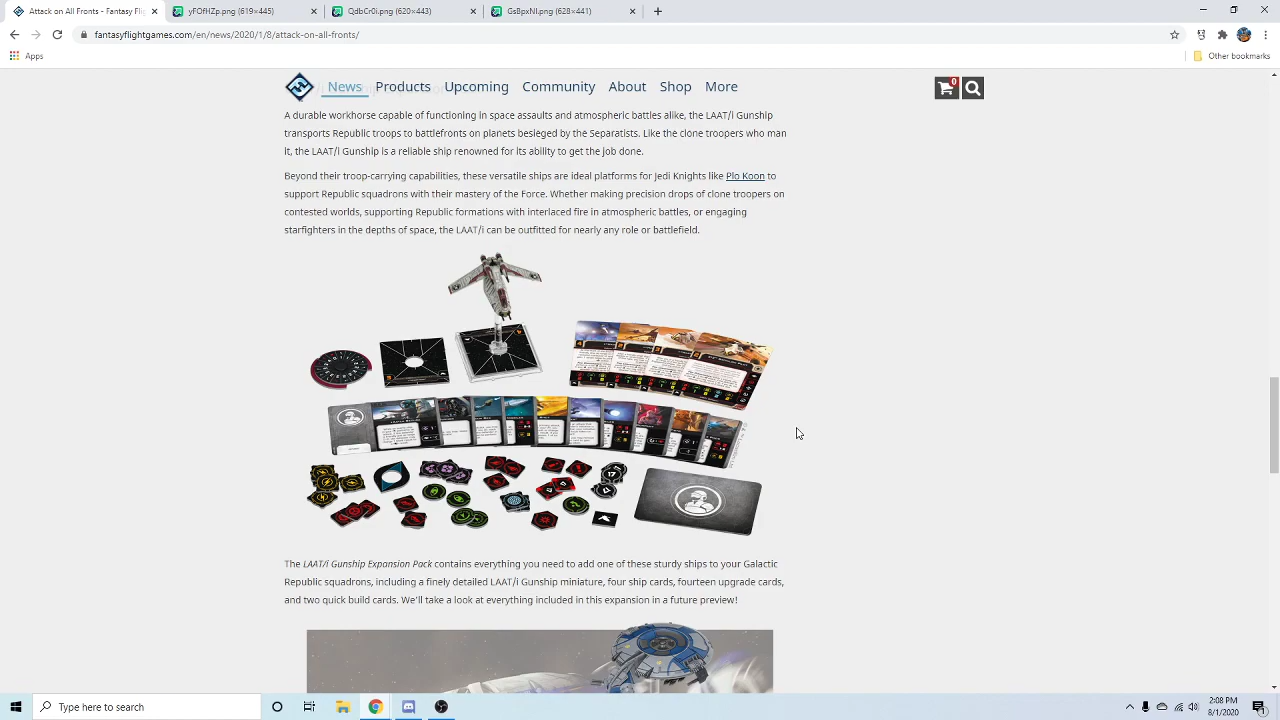 Attack on All Fronts - Fantasy Flig
yFOfHZp.png (619×445)
QdbCr0i.png (620×443)
GsBpxNI.png (628×441)
fantasyflightgames.com/en/news/2020/1/8/attack-on-all-fronts/
Apps
Other bookmarks
News Products Upcoming Community About Shop More
0
A durable workhorse capable of functioning in space assaults and atmospheric battles alike, the LAAT/i Gunship
transports Republic troops to battlefronts on planets besieged by the Separatists. Like the clone troopers who man
it, the LAAT/i Gunship is a reliable ship renowned for its ability to get the job done.
Beyond their troop-carrying capabilities, these versatile ships are ideal platforms for Jedi Knights like Plo Koon to
support Republic squadrons with their mastery of the Force. Whether making precision drops of clone troopers on
contested worlds, supporting Republic formations with interlaced fire in atmospheric battles, or engaging
starfighters in the depths of space, the LAAT/i can be outfitted for nearly any role or battlefield.
The LAAT/i Gunship Expansion Pack contains everything you need to add one of these sturdy ships to your Galactic
Republic squadrons, including a finely detailed LAAT/i Gunship miniature, four ship cards, fourteen upgrade cards,
and two quick build cards. We'll take a look at everything included in this expansion in a future preview!
Type here to search
2:08 PM
8/1/2020
1